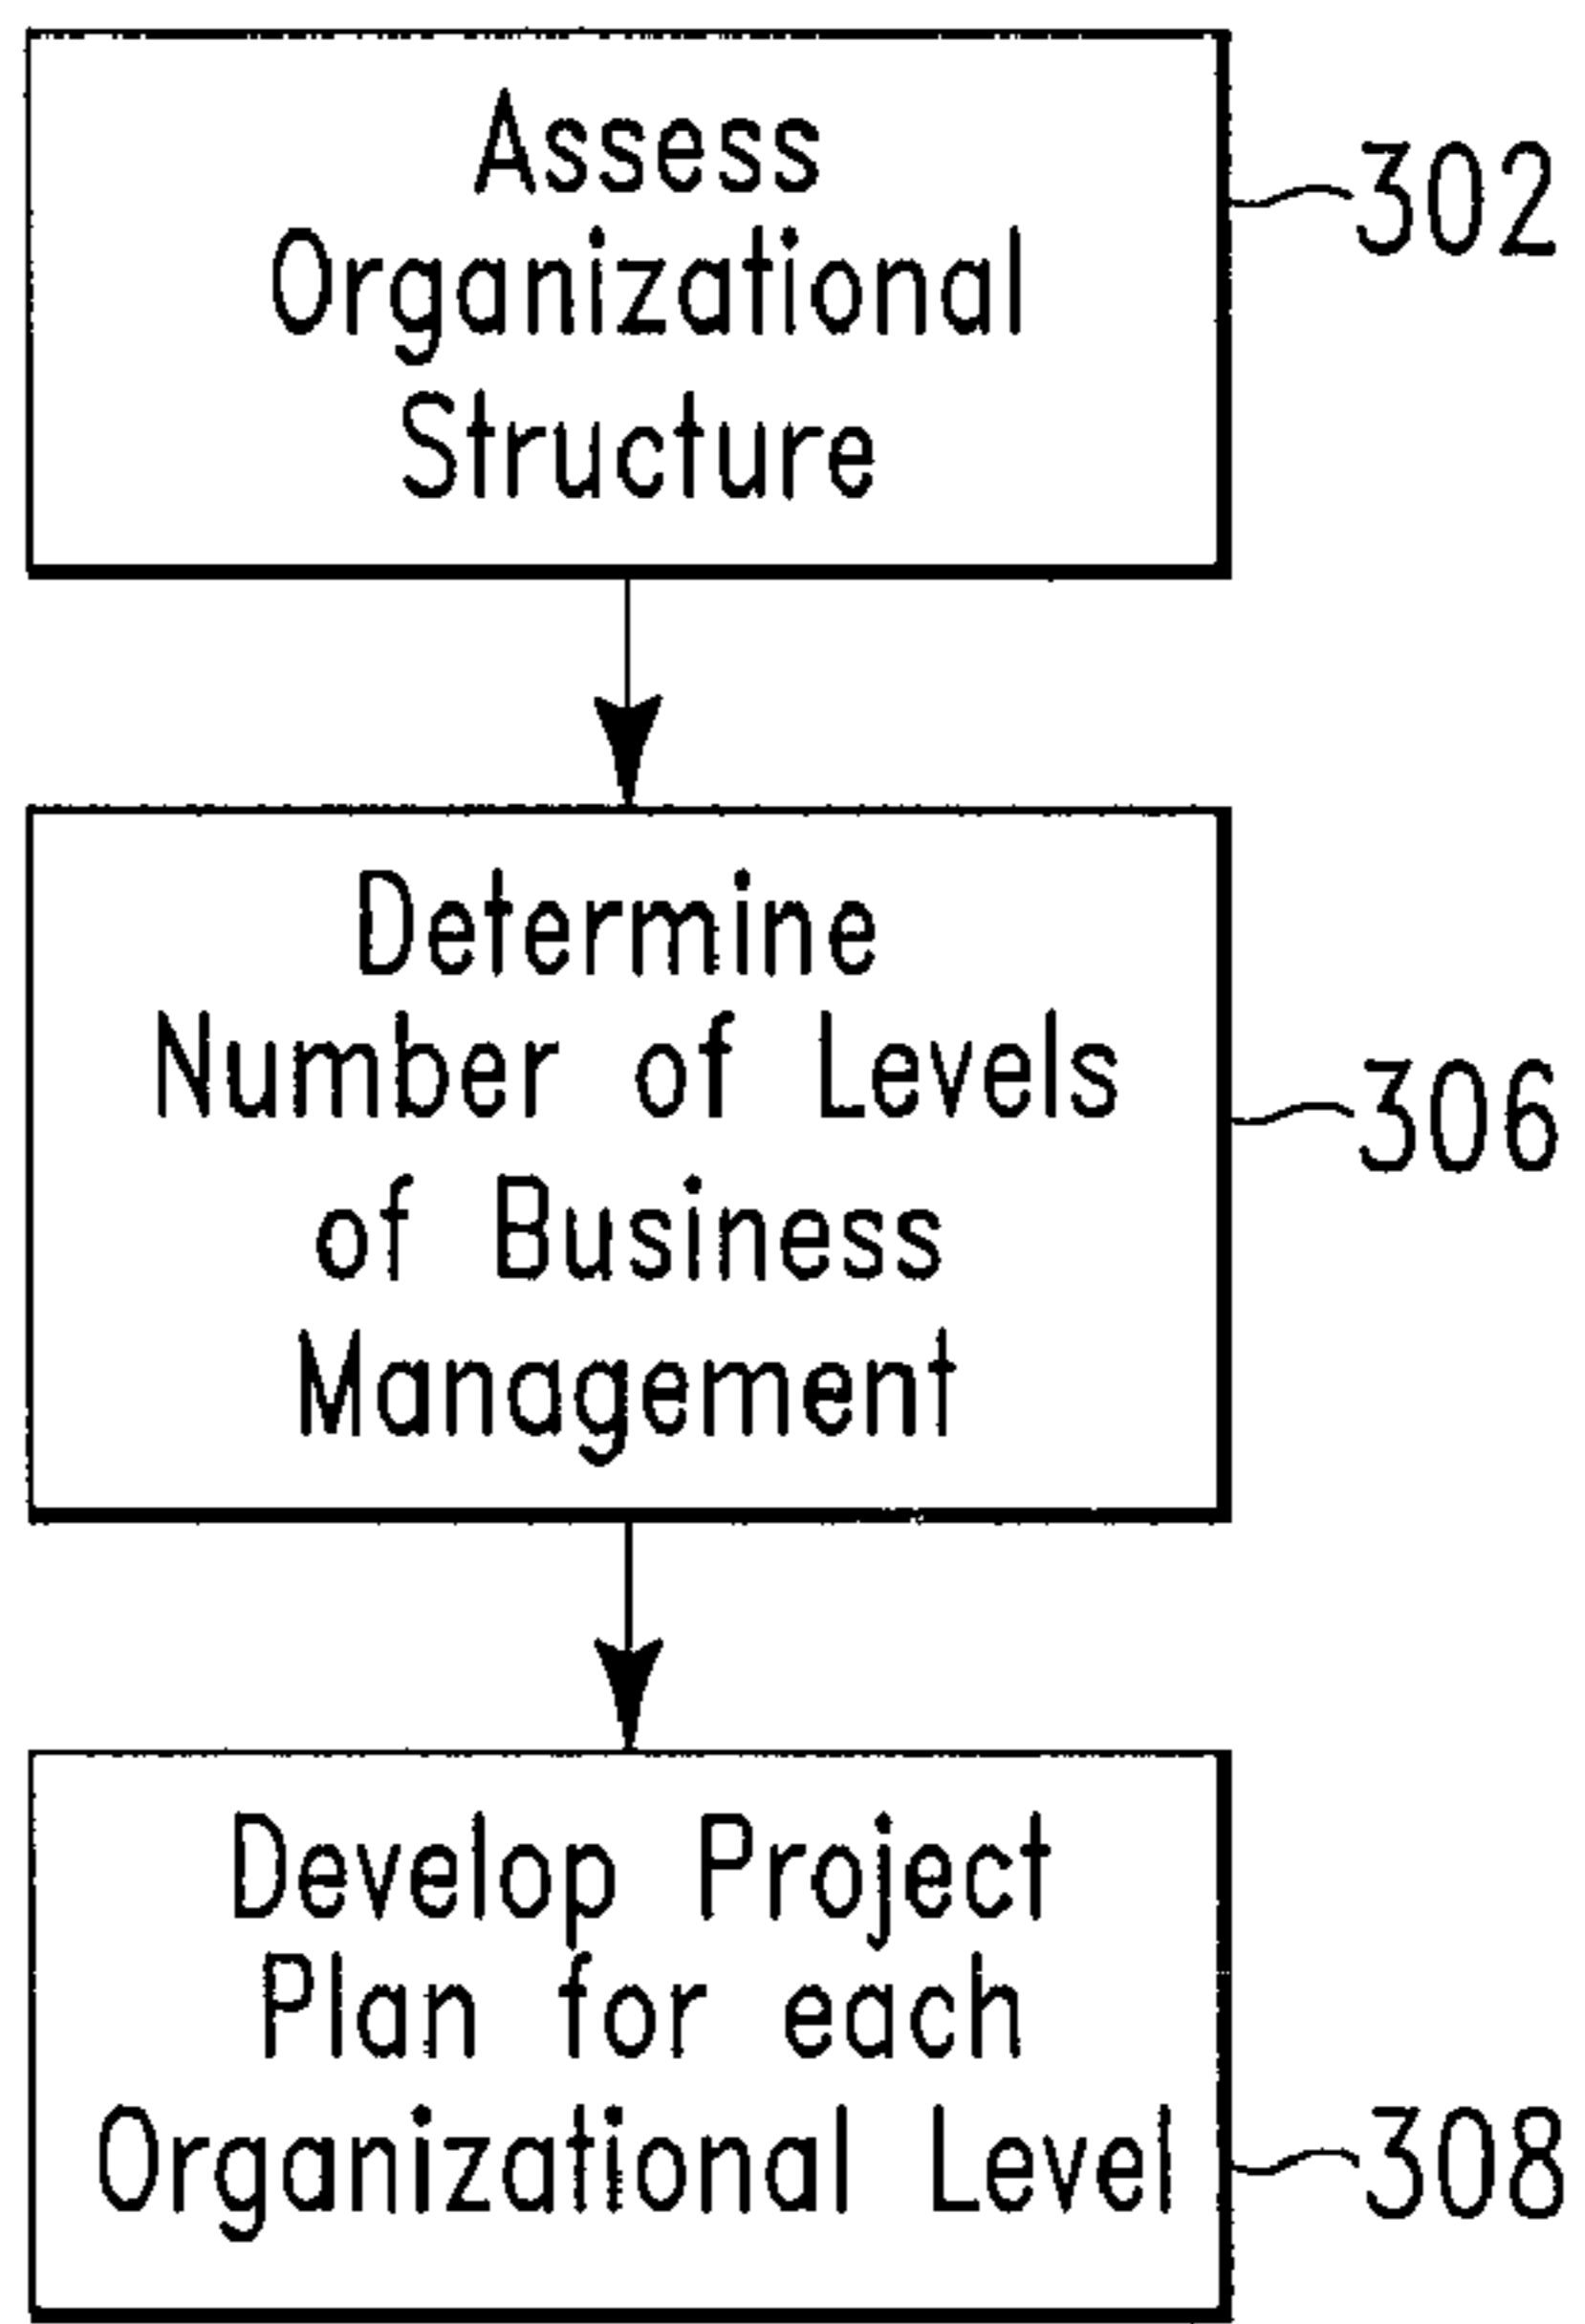 Assess
Organizational
Structure
302
Determine
Number of Levels
of Business
Management
306
Develop Project
Plan for each
Organizational Level
308